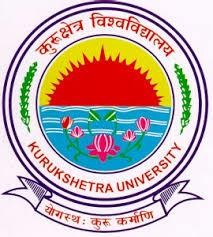 कुरूक्षेत्र विश्वविद्यालय
KURUKSHETRA UNIVERSITY
योगस्थः कुरु कर्माणि